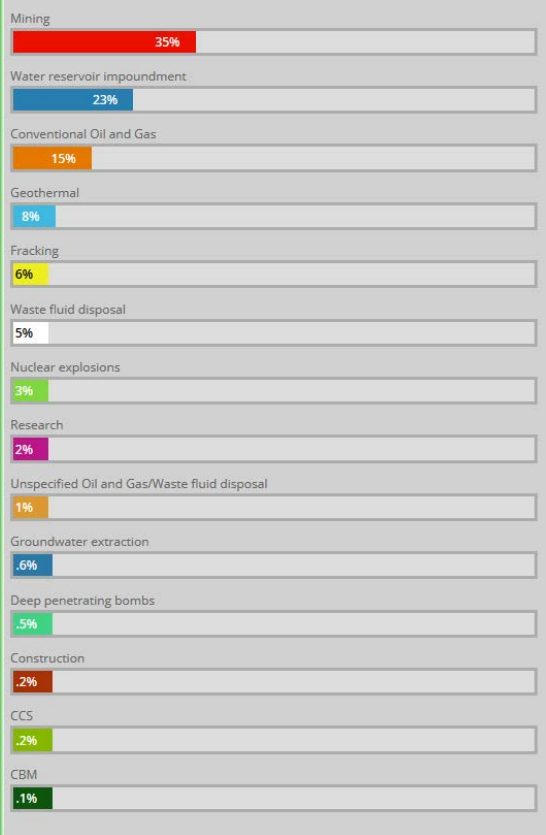 Mining
35%
Water reservoir impoundment
23%
Conventional Oil and Gas
15%
Geothermal
8%
Fracking
6%
Waste fluid disposal
5%
Nuclear explosions
3%
Research
2%
Unspecified Oil and Gas/Waste fluid disposal
1%
Groundwater extraction
.6%
Deep penetrating bombs
.5%
Construction
.2%
CCS
.2%
CBM
.1%